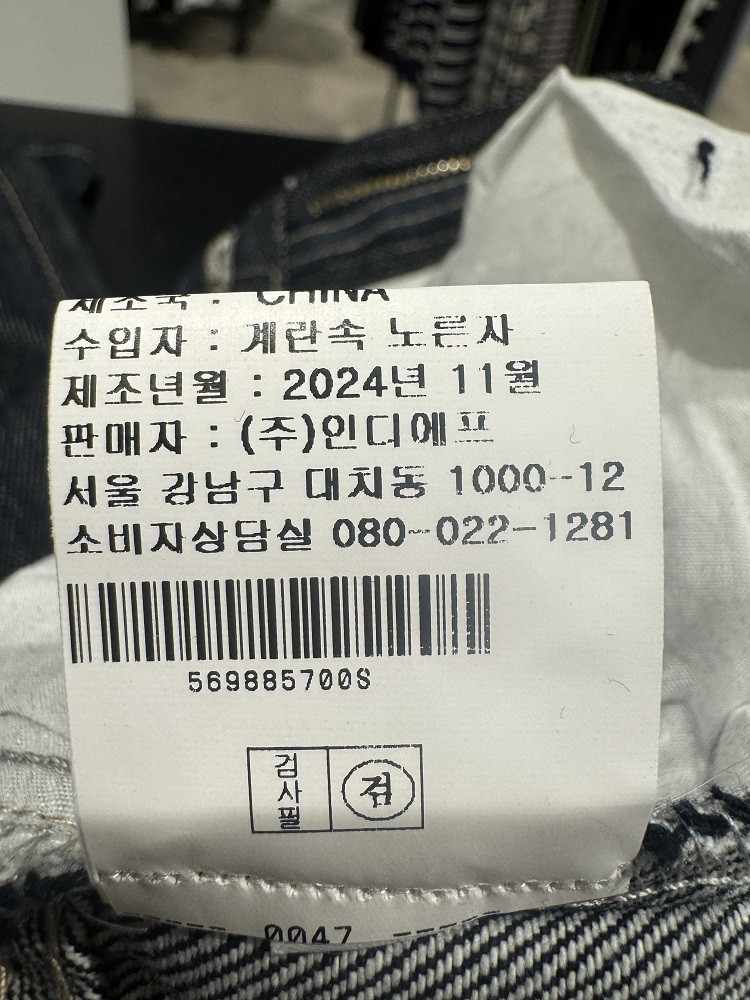 제조국 : CHINA
수입자 : 계란속 노른자
제조년월 : 2024년 11월
판매자 : (주)인디에프
서울 강남구 대치동 1000-12
소비자상담실 080-022-1281
569885700S
검사필 검
0047